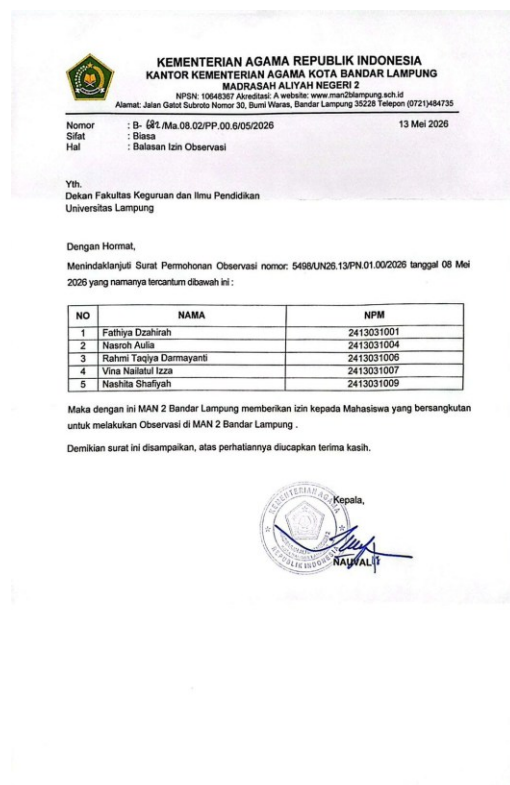 KEMENTERIAN AGAMA REPUBLIK INDONESIA
KANTOR KEMENTERIAN AGAMA KOTA BANDAR LAMPUNG
MADRASAH ALIYAH NEGERI 2
NPSN: 10648367 Akreditasi: A website: www.man2blampung.sch.id
Alamat: Jalan Gatot Subroto Nomor 30, Bumi Waras, Bandar Lampung 35228 Telepon (0721)484735
Nomor : B- 682/Ma.08.02/PP.00.6/05/2026 13 Mei 2026
Sifat : Biasa
Hal : Balasan Izin Observasi
Yth.
Dekan Fakultas Keguruan dan Ilmu Pendidikan
Universitas Lampung
Dengan Hormat,
Menindaklanjuti Surat Permohonan Observasi nomor: 5498/UN26.13/PN.01.00/2026 tanggal 08 Mei
2026 yang namanya tercantum dibawah ini :
NO NAMA NPM
1 Fathiya Dzahirah 2413031001
2 Nasroh Aulia 2413031004
3 Rahmi Taqiya Darmayanti 2413031006
4 Vina Nailatul Izza 2413031007
5 Nashita Shafiyah 2413031009
Maka dengan ini MAN 2 Bandar Lampung memberikan izin kepada Mahasiswa yang bersangkutan
untuk melakukan Observasi di MAN 2 Bandar Lampung .
Demikian surat ini disampaikan, atas perhatiannya diucapkan terima kasih.
Kepala,
KEMENTERIAN AGAMA
REPUBLIK INDONESIA
NAUVAL